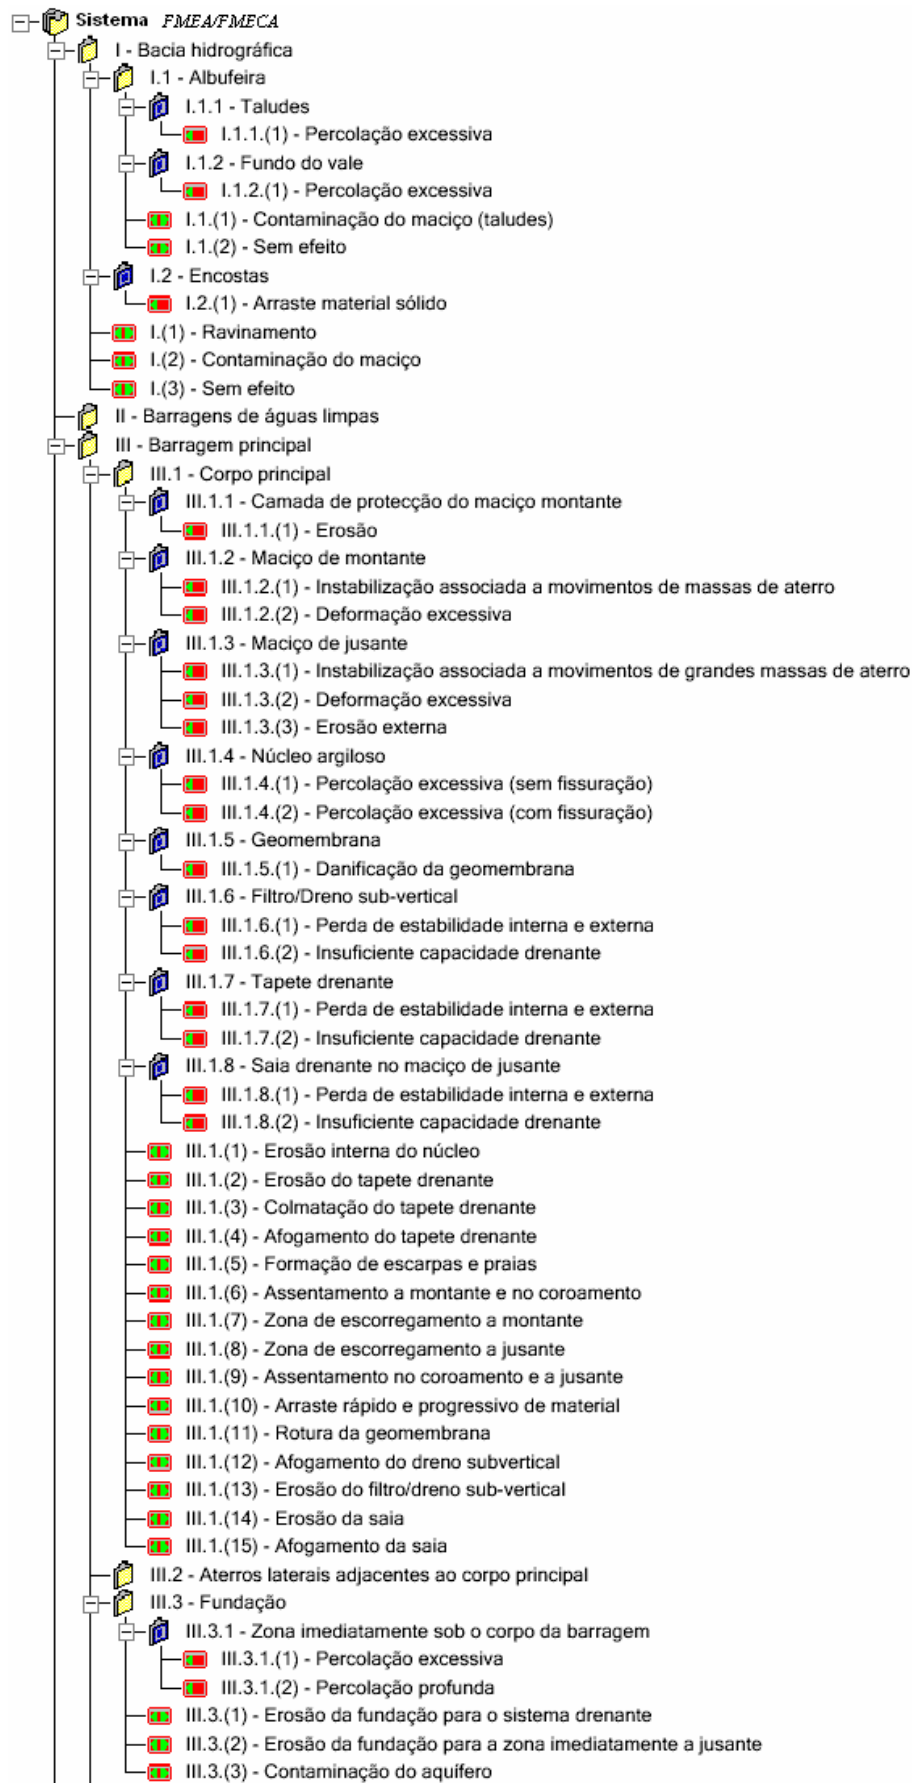 Sistema FMEA/FMECA
I - Bacia hidrográfica
I.1 - Albufeira
I.1.1 - Taludes
I.1.1.(1) - Percolação excessiva
I.1.2 - Fundo do vale
I.1.2.(1) - Percolação excessiva
I.1.(1) - Contaminação do maciço (taludes)
I.1.(2) - Sem efeito
I.2 - Encostas
I.2.(1) - Arraste material sólido
I.(1) - Ravinamento
I.(2) - Contaminação do maciço
I.(3) - Sem efeito
II - Barragens de águas limpas
III - Barragem principal
III.1 - Corpo principal
III.1.1 - Camada de protecção do maciço montante
III.1.1.(1) - Erosão
III.1.2 - Maciço de montante
III.1.2.(1) - Instabilização associada a movimentos de massas de aterro
III.1.2.(2) - Deformação excessiva
III.1.3 - Maciço de jusante
III.1.3.(1) - Instabilização associada a movimentos de grandes massas de aterro
III.1.3.(2) - Deformação excessiva
III.1.3.(3) - Erosão externa
III.1.4 - Núcleo argiloso
III.1.4.(1) - Percolação excessiva (sem fissuração)
III.1.4.(2) - Percolação excessiva (com fissuração)
III.1.5 - Geomembrana
III.1.5.(1) - Danificação da geomembrana
III.1.6 - Filtro/Dreno sub-vertical
III.1.6.(1) - Perda de estabilidade interna e externa
III.1.6.(2) - Insuficiente capacidade drenante
III.1.7 - Tapete drenante
III.1.7.(1) - Perda de estabilidade interna e externa
III.1.7.(2) - Insuficiente capacidade drenante
III.1.8 - Saia drenante no maciço de jusante
III.1.8.(1) - Perda de estabilidade interna e externa
III.1.8.(2) - Insuficiente capacidade drenante
III.1.(1) - Erosão interna do núcleo
III.1.(2) - Erosão do tapete drenante
III.1.(3) - Colmatação do tapete drenante
III.1.(4) - Afogamento do tapete drenante
III.1.(5) - Formação de escarpas e praias
III.1.(6) - Assentamento a montante e no coroamento
III.1.(7) - Zona de escorregamento a montante
III.1.(8) - Zona de escorregamento a jusante
III.1.(9) - Assentamento no coroamento e a jusante
III.1.(10) - Arraste rápido e progressivo de material
III.1.(11) - Rotura da geomembrana
III.1.(12) - Afogamento do dreno subvertical
III.1.(13) - Erosão do filtro/dreno sub-vertical
III.1.(14) - Erosão da saia
III.1.(15) - Afogamento da saia
III.2 - Aterros laterais adjacentes ao corpo principal
III.3 - Fundação
III.3.1 - Zona imediatamente sob o corpo da barragem
III.3.1.(1) - Percolação excessiva
III.3.1.(2) - Percolação profunda
III.3.(1) - Erosão da fundação para o sistema drenante
III.3.(2) - Erosão da fundação para a zona imediatamente a jusante
III.3.(3) - Contaminação do aquífero